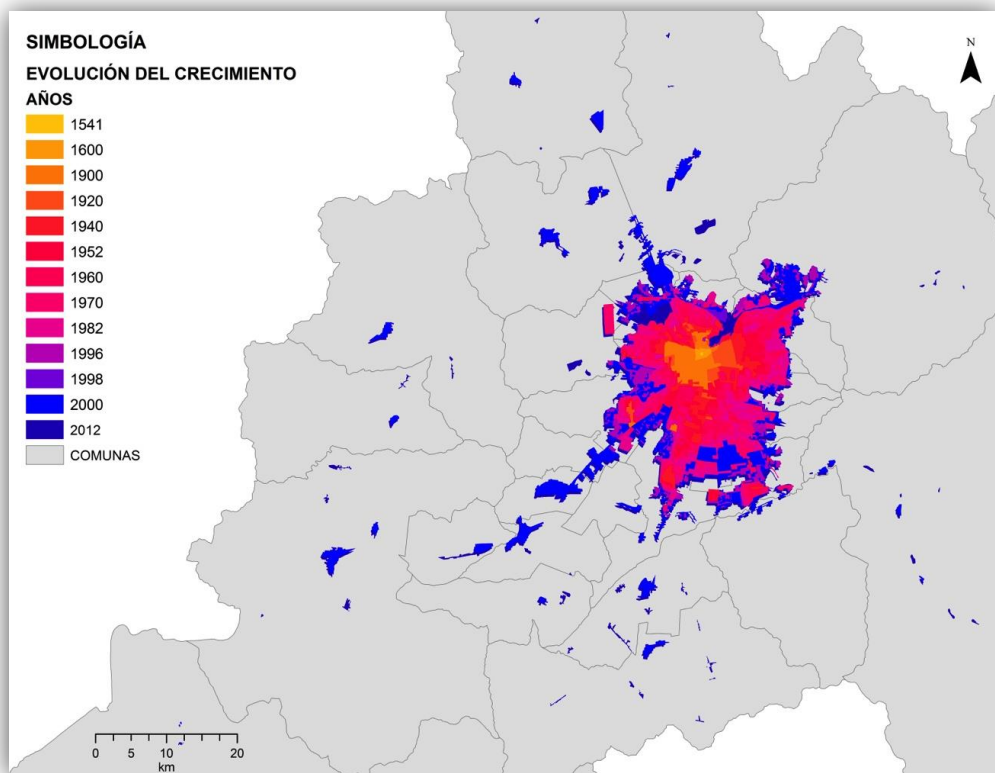 SIMBOLOGÍA
EVOLUCIÓN DEL CRECIMIENTO
AÑOS
1541
1600
1900
1920
1940
1952
1960
1970
1982
1996
1998
2000
2012
COMUNAS
N
0 5 10 20
km